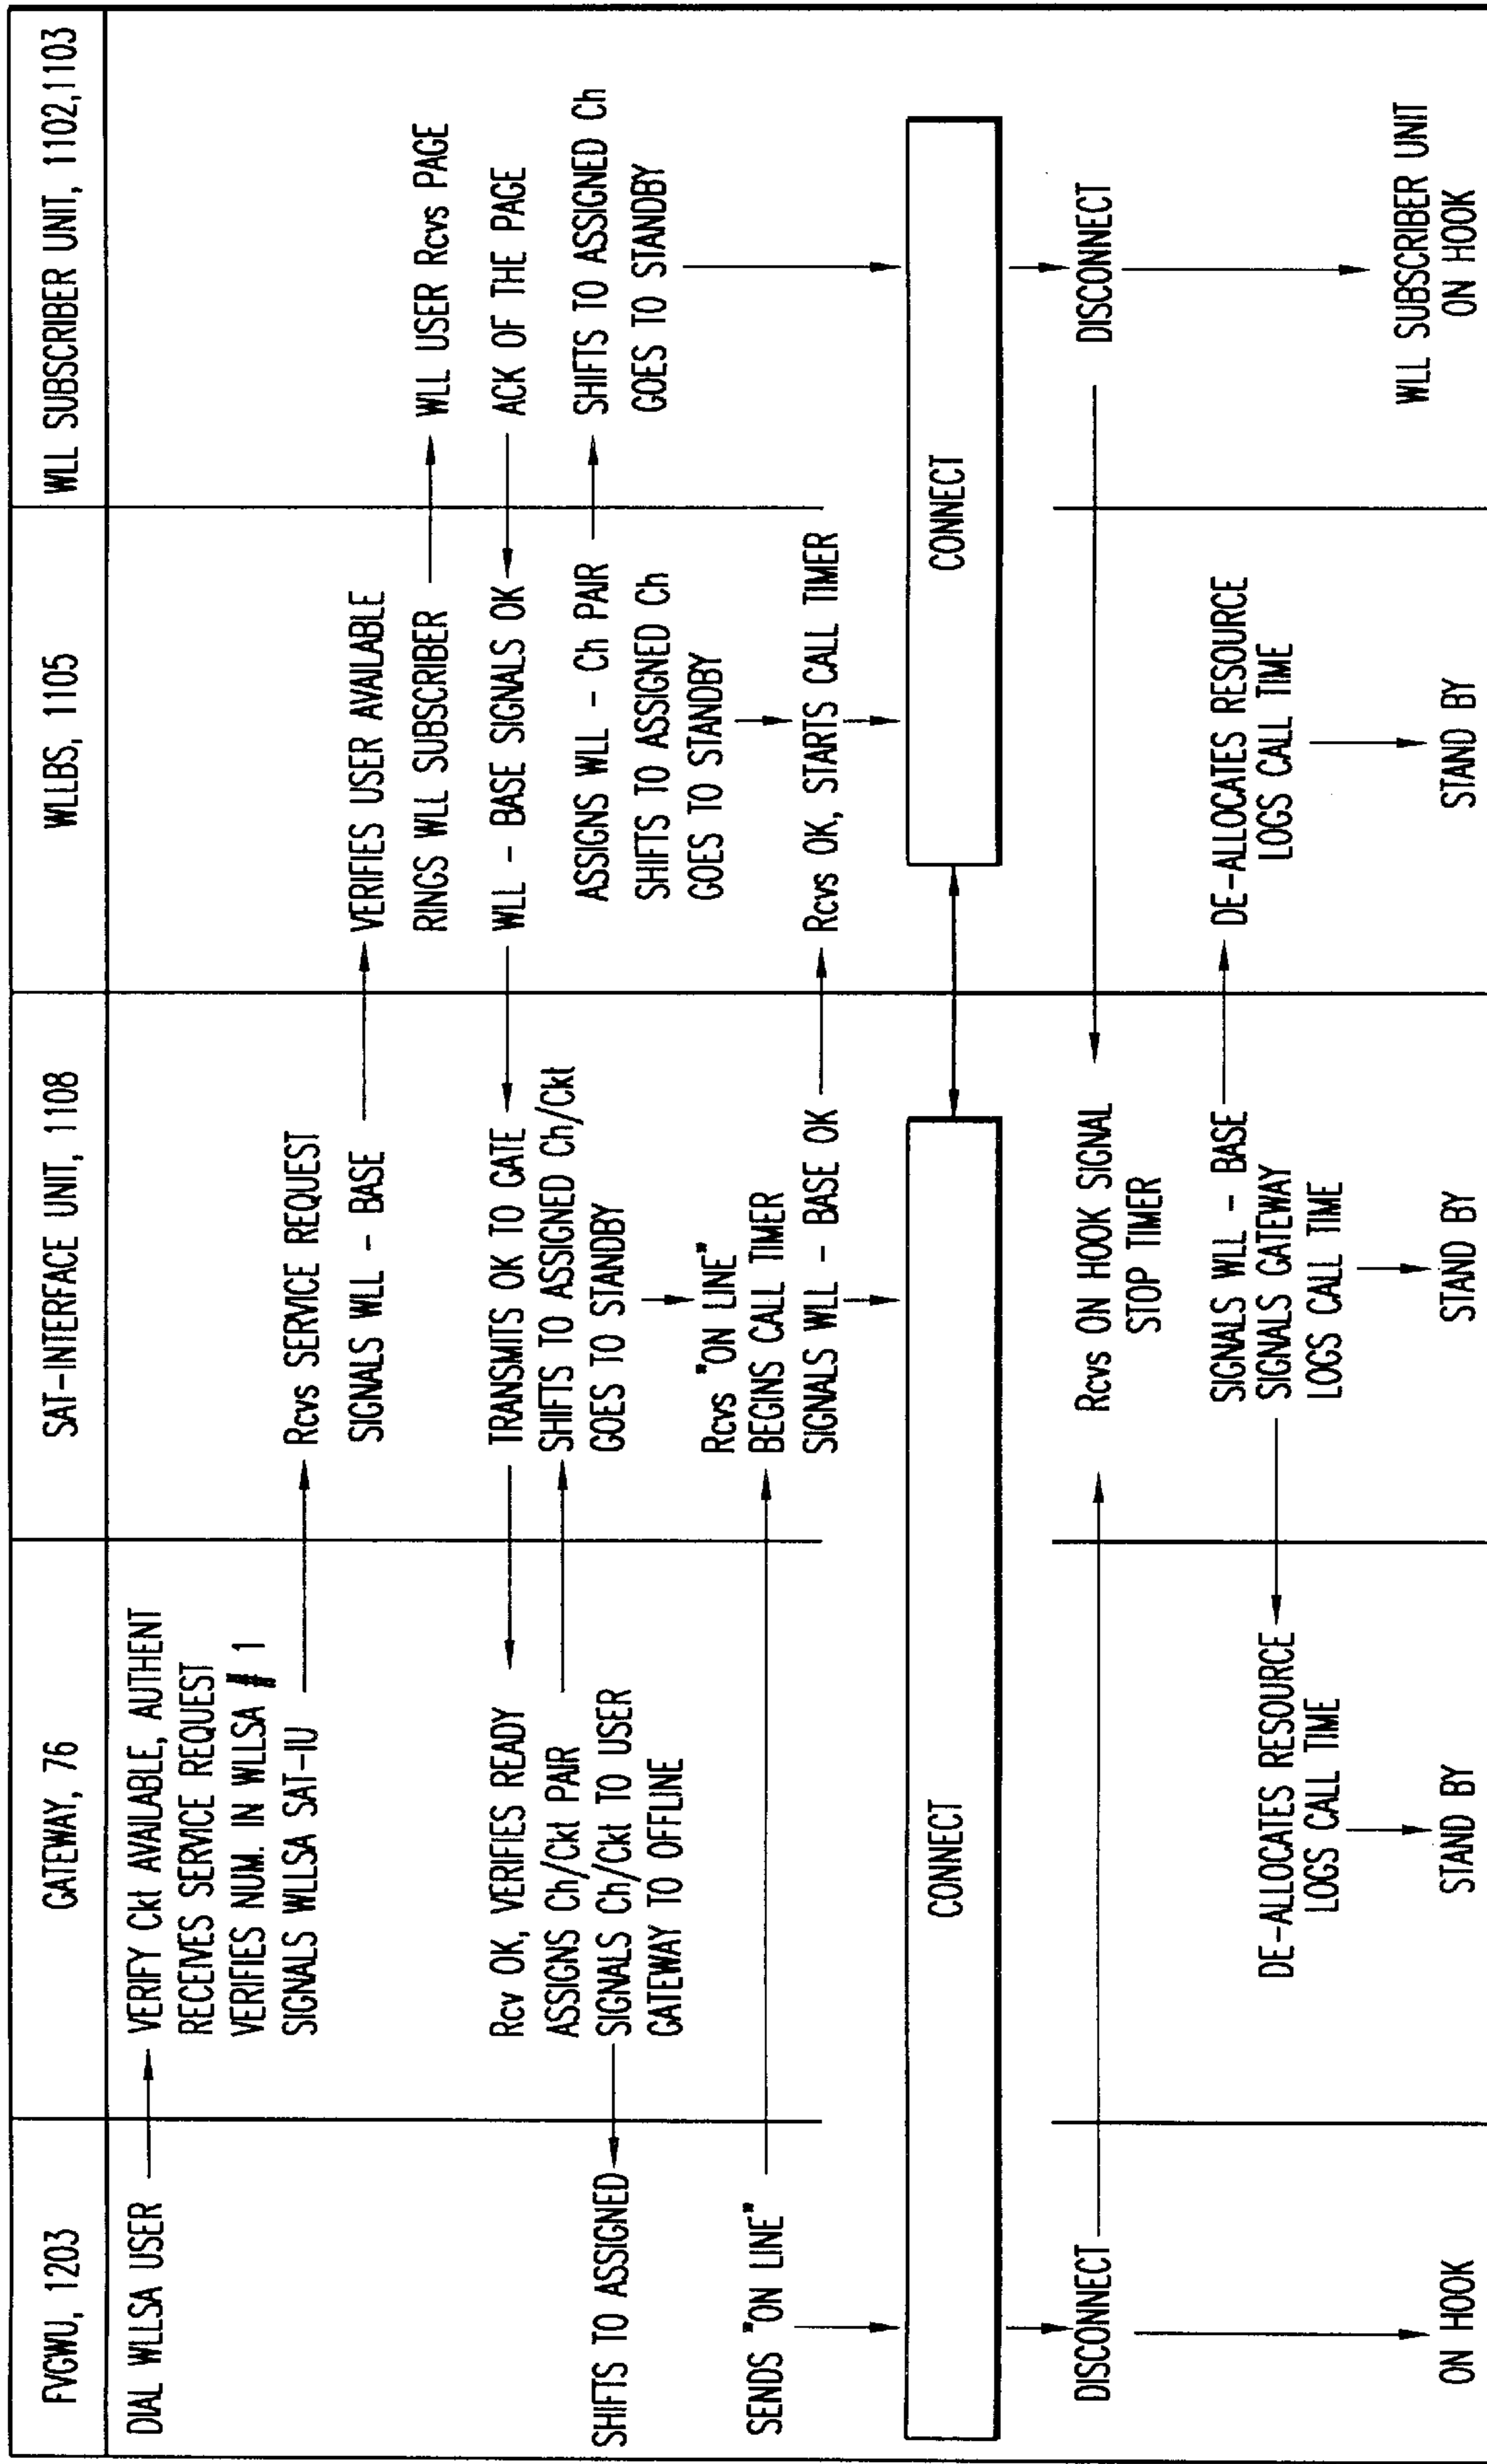 FVGWU, 1203
GATEWAY, 76
SAT-INTERFACE UNIT, 1108
WLLBS, 1105
WLL SUBSCRIBER UNIT, 1102,1103
DIAL WLLSA USER
VERIFY Ckt AVAILABLE, AUTHENT
RECEIVES SERVICE REQUEST
VERIFIES NUM. IN WLLSA # 1
SIGNALS WLLSA SAT-IU
Rcvs SERVICE REQUEST
SIGNALS WLL - BASE
VERIFIES USER AVAILABLE
RINGS WLL SUBSCRIBER
WLL USER Rcvs PAGE
ACK OF THE PAGE
WLL - BASE SIGNALS OK
TRANSMITS OK TO GATE
Rcv OK, VERIFIES READY
ASSIGNS Ch/Ckt PAIR
SIGNALS Ch/Ckt TO USER
GATEWAY TO OFFLINE
SHIFTS TO ASSIGNED Ch/Ckt
GOES TO STANDBY
ASSIGNS WLL - Ch PAIR
SHIFTS TO ASSIGNED Ch
GOES TO STANDBY
SHIFTS TO ASSIGNED Ch
GOES TO STANDBY
SHIFTS TO ASSIGNED
SENDS "ON LINE"
Rcvs "ON LINE"
BEGINS CALL TIMER
SIGNALS WLL - BASE OK
Rcvs OK, STARTS CALL TIMER
CONNECT
CONNECT
DISCONNECT
Rcvs ON HOOK SIGNAL
STOP TIMER
DISCONNECT
SIGNALS WLL - BASE
SIGNALS GATEWAY
LOGS CALL TIME
DE-ALLOCATES RESOURCE
LOGS CALL TIME
DE-ALLOCATES RESOURCE
LOGS CALL TIME
ON HOOK
STAND BY
STAND BY
STAND BY
WLL SUBSCRIBER UNIT
ON HOOK